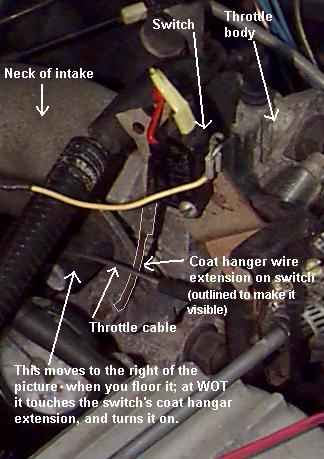 Switch
Throttle
body
Neck of intake
Coat hanger wire
extension on switch
(outlined to make it
visible)
Throttle cable
This moves to the right of the
picture when you floor it; at WOT
it touches the switch's coat hangar
extension, and turns it on.